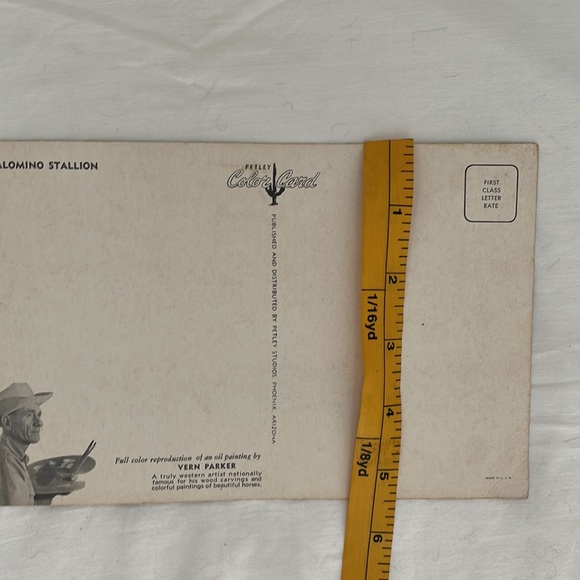 ALOMINO STALLION
PETLEY
Color Card
FIRST
CLASS
LETTER
RATE
PUBLISHED AND DISTRIBUTED BY PETLEY STUDIOS, PHOENIX, ARIZONA
1
2
1/16yd
3
4
1/8yd
5
6
Full color reproduction of an oil painting by
VERN PARKER
A truly western artist nationally
famous for his wood carvings and
colorful paintings of beautiful horses.
MADE IN U. S. A.